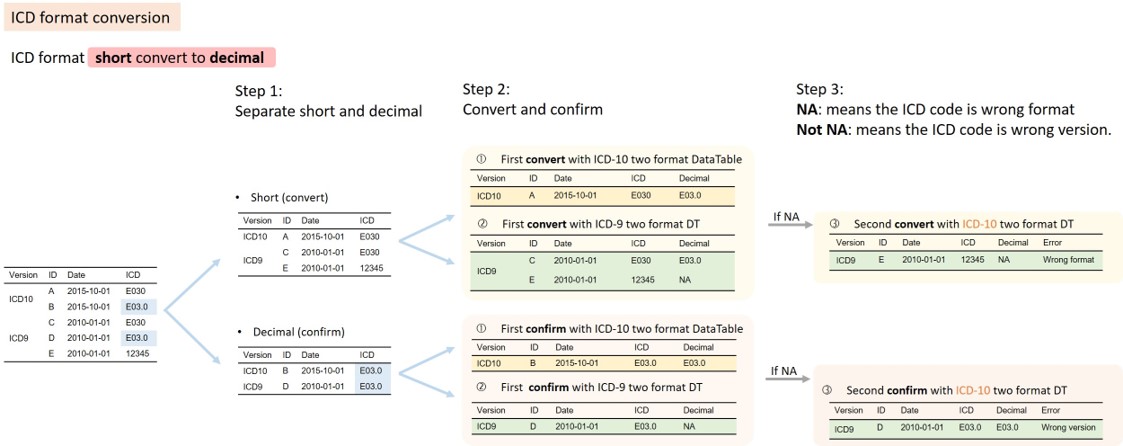 ICD format conversion
ICD format short convert to decimal
Step 1:
Separate short and decimal
Step 2:
Convert and confirm
Step 3:
NA: means the ICD code is wrong format
Not NA: means the ICD code is wrong version.
Version ID Date ICD
ICD10 A 2015-10-01 E030
B 2015-10-01 E03.0
ICD9 C 2010-01-01 E030
D 2010-01-01 E03.0
E 2010-01-01 12345
• Short (convert)
Version ID Date ICD
ICD10 A 2015-10-01 E030
ICD9 C 2010-01-01 E030
E 2010-01-01 12345
• Decimal (confirm)
Version ID Date ICD
ICD10 B 2015-10-01 E03.0
ICD9 D 2010-01-01 E03.0
① First convert with ICD-10 two format DataTable
Version ID Date ICD Decimal
ICD10 A 2015-10-01 E030 E03.0
② First convert with ICD-9 two format DT
Version ID Date ICD Decimal
ICD9 C 2010-01-01 E030 E03.0
E 2010-01-01 12345 NA
If NA
③ Second convert with ICD-10 two format DT
Version ID Date ICD Decimal Error
ICD9 E 2010-01-01 12345 NA Wrong format
① First confirm with ICD-10 two format DataTable
Version ID Date ICD Decimal
ICD10 B 2015-10-01 E03.0 E03.0
② First confirm with ICD-9 two format DT
Version ID Date ICD Decimal
ICD9 D 2010-01-01 E03.0 NA
If NA
③ Second confirm with ICD-10 two format DT
Version ID Date ICD Decimal Error
ICD9 D 2010-01-01 E03.0 E03.0 Wrong version